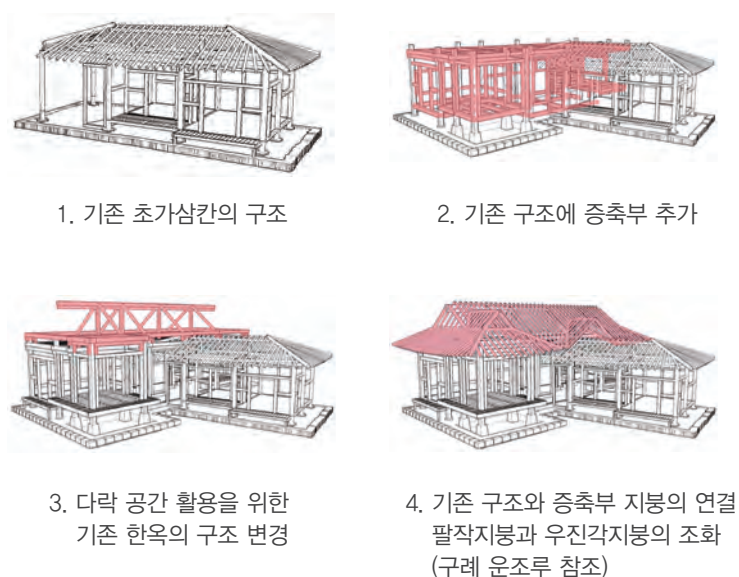 1. 기존 초가삼칸의 구조
2. 기존 구조에 증축부 추가
3. 다락 공간 활용을 위한
기존 한옥의 구조 변경
4. 기존 구조와 증축부 지붕의 연결
팔작지붕과 우진각지붕의 조화
(구례 운조루 참조)